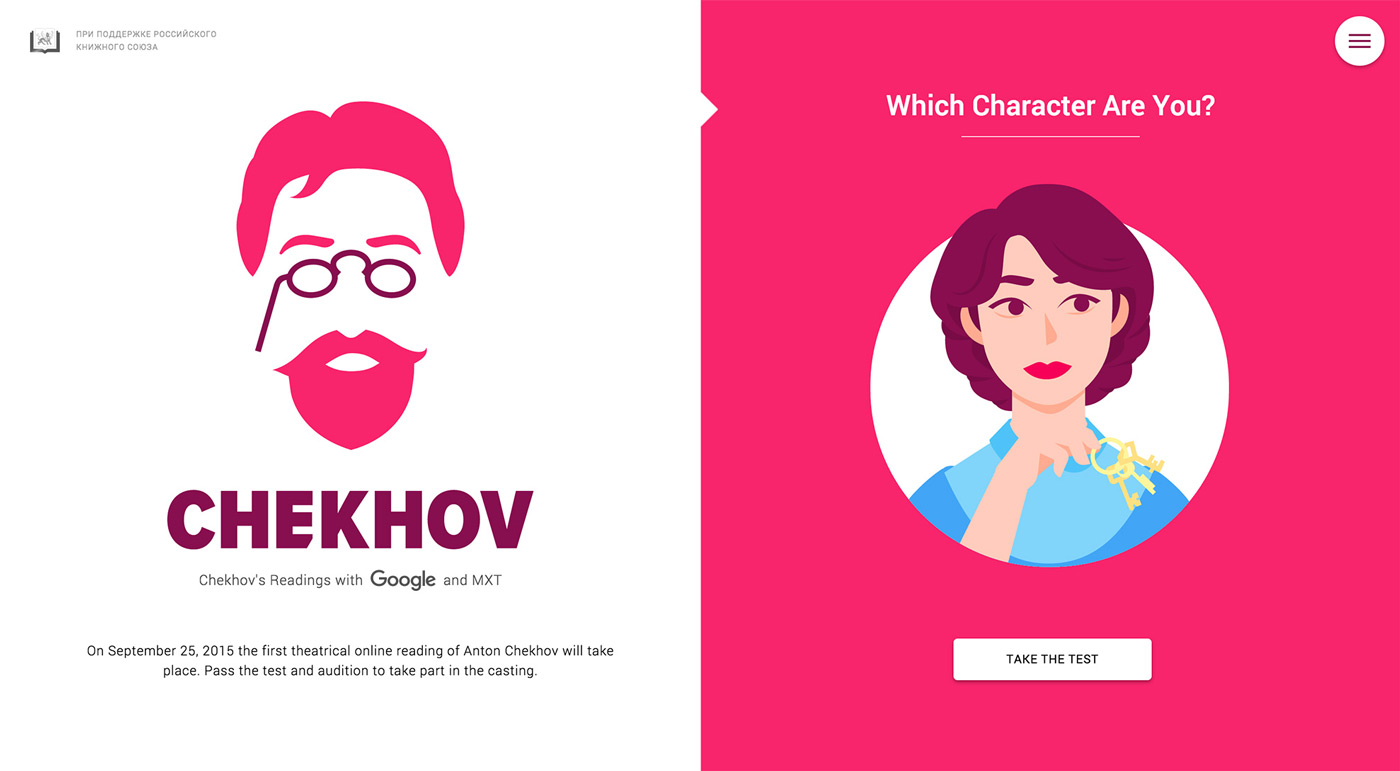 ПРИ ПОДДЕРЖКЕ РОССИЙСКОГО
КНИЖНОГО СОЮЗА
CHEKHOV
Chekhov's Readings with Google and MXT
On September 25, 2015 the first theatrical online reading of Anton Chekhov will take
place. Pass the test and audition to take part in the casting.
Which Character Are You?
TAKE THE TEST